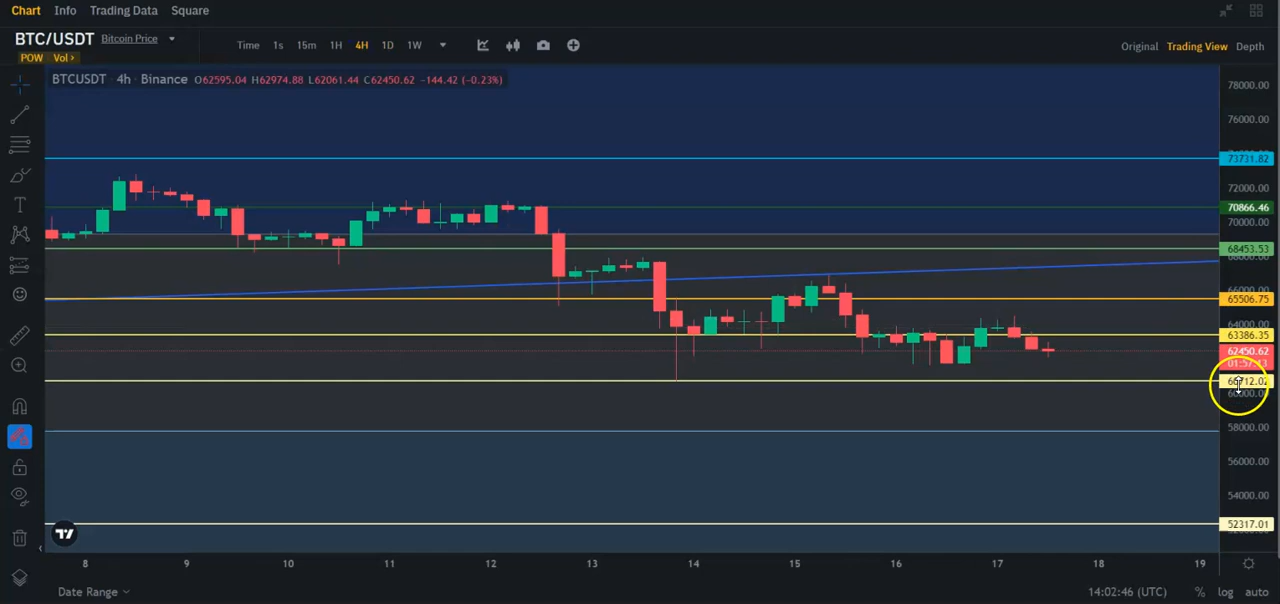 Chart Info Trading Data Square
BTC/USDT Bitcoin Price
POW Vol ›
Time 1s 15m 1H 4H 1D 1W
Original Trading View Depth
BTCUSDT · 4h · Binance O62595.04 H62974.88 L62061.44 C62450.62 −144.42 (−0.23%)
78000.00
76000.00
73731.82
72000.00
70866.46
70000.00
68453.53
68000.00
66000.00
65506.75
64000.00
63386.35
62450.62
60000.00
58000.00
56000.00
54000.00
52317.01
8 9 10 11 12 13 14 15 16 17 18 19
Date Range
14:02:46 (UTC) % log auto